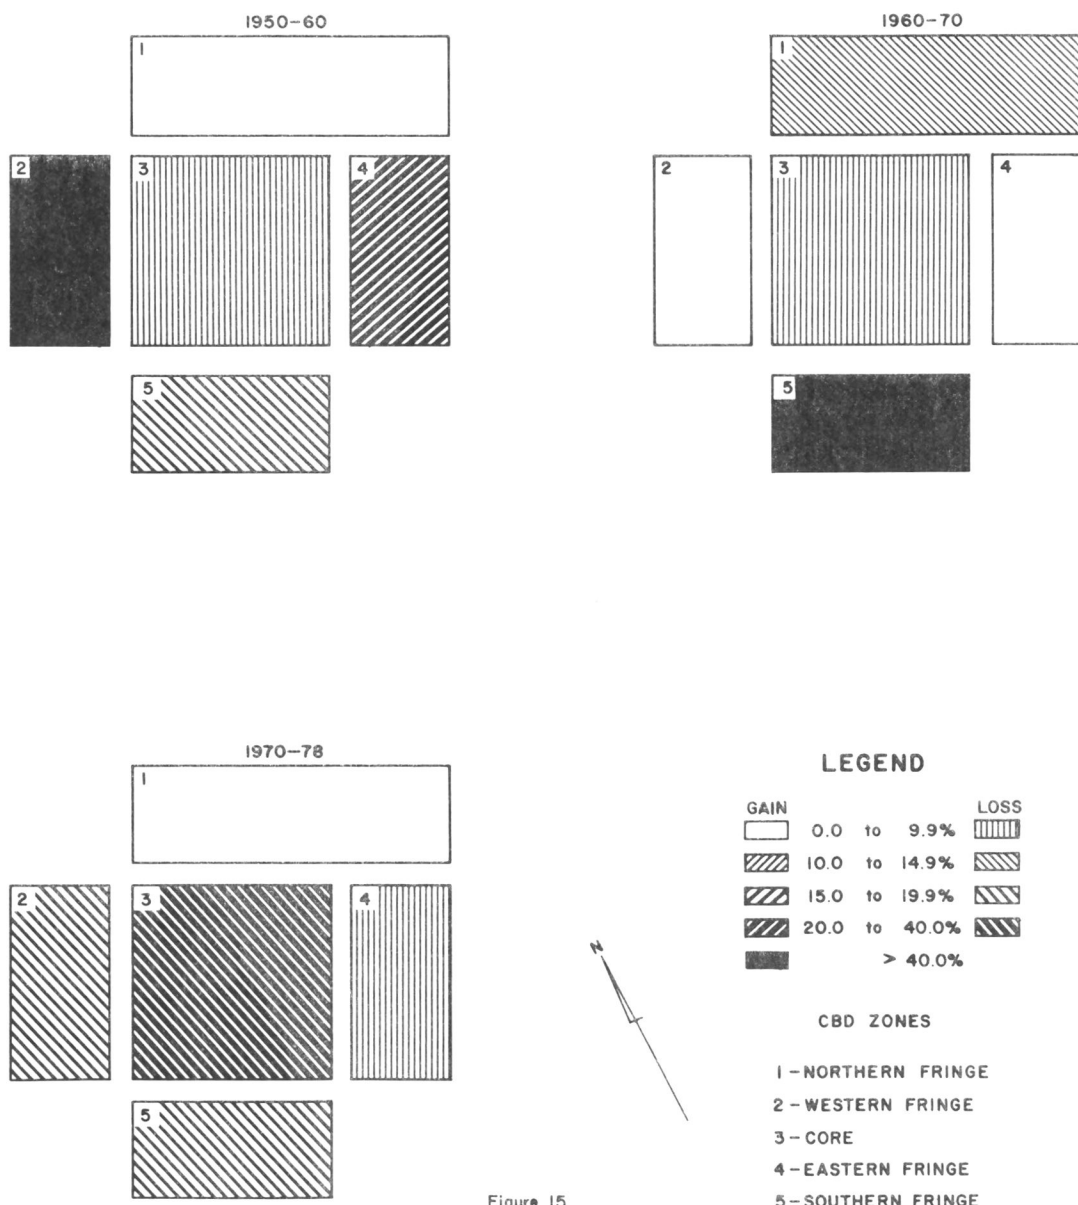 1950-60
1
2
3
4
5
1960-70
1
2
3
4
5
1970-78
1
2
3
4
5
N
LEGEND
GAIN LOSS
0.0 to 9.9%
10.0 to 14.9%
15.0 to 19.9%
20.0 to 40.0%
> 40.0%
CBD ZONES
1-NORTHERN FRINGE
2-WESTERN FRINGE
3-CORE
4-EASTERN FRINGE
5-SOUTHERN FRINGE
Figure 15